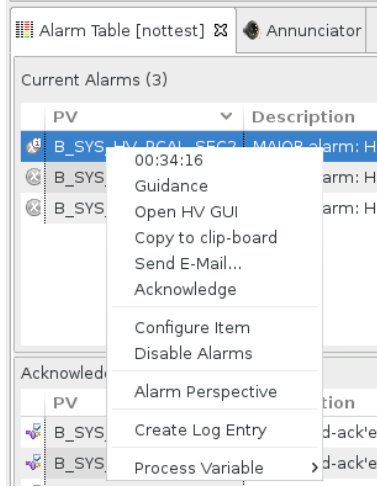 Alarm Table [nottest]
Annunciator
Current Alarms (3)
PV Description
B_SYS_HV_PCAL_SEC2 MAJOR alarm: H
00:34:16
B_SYS arm: H
Guidance
B_SYS arm: H
Open HV GUI
Copy to clip-board
Send E-Mail...
Acknowledge
Configure Item
Disable Alarms
Acknowled
Alarm Perspective
PV tion
B_SYS d-ack'e
Create Log Entry
B_SYS d-ack'e
Process Variable